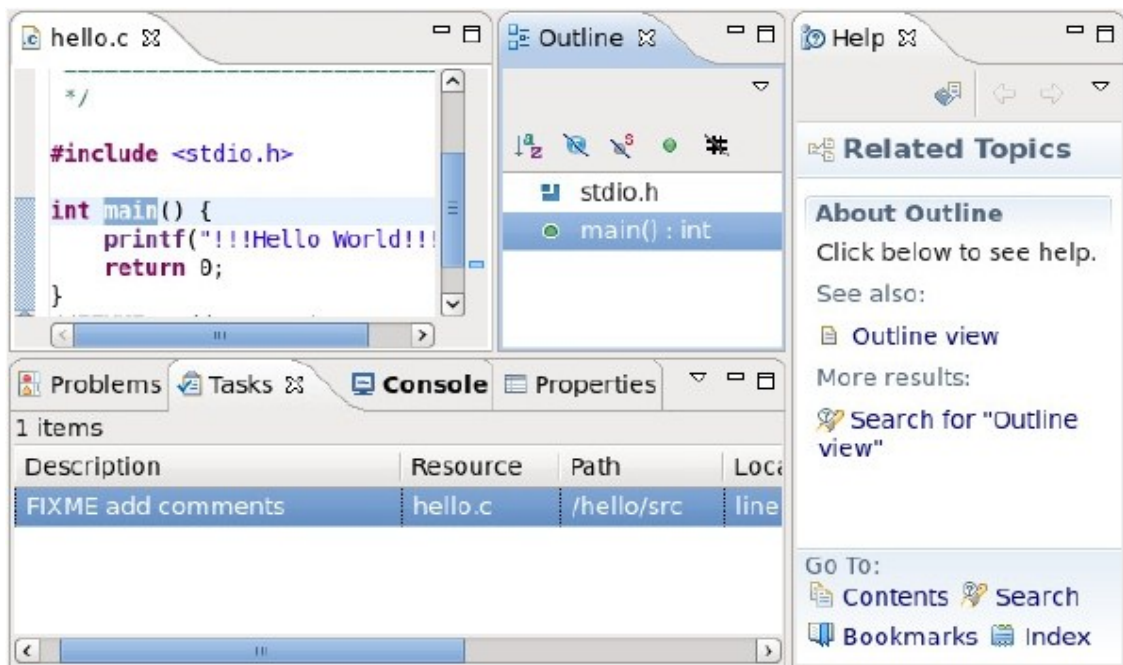 hello.c
*/
#include <stdio.h>
int main() {
printf("!!!Hello World!!!
return 0;
}
Outline
stdio.h
main() : int
Help
Related Topics
About Outline
Click below to see help.
See also:
Outline view
More results:
Search for "Outline
view"
Go To:
Contents Search
Bookmarks Index
Problems Tasks Console Properties
1 items
Description Resource Path Loca
FIXME add comments hello.c /hello/src line